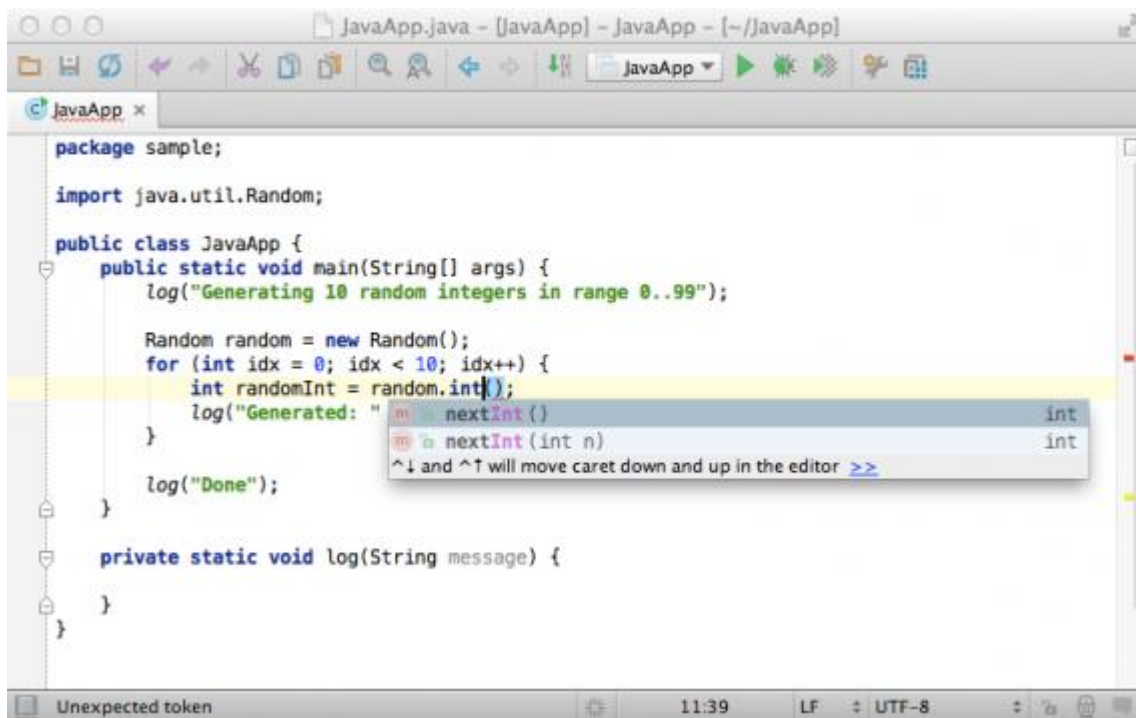 JavaApp.java – [JavaApp] – JavaApp – [~/JavaApp]
JavaApp
JavaApp
package sample;
import java.util.Random;
public class JavaApp {
public static void main(String[] args) {
log("Generating 10 random integers in range 0..99");
Random random = new Random();
for (int idx = 0; idx < 10; idx++) {
int randomInt = random.int();
log("Generated: "
m nextInt() int
m nextInt(int n) int
^↓ and ^↑ will move caret down and up in the editor >>
}
log("Done");
}
private static void log(String message) {
}
}
Unexpected token 11:39 LF UTF-8